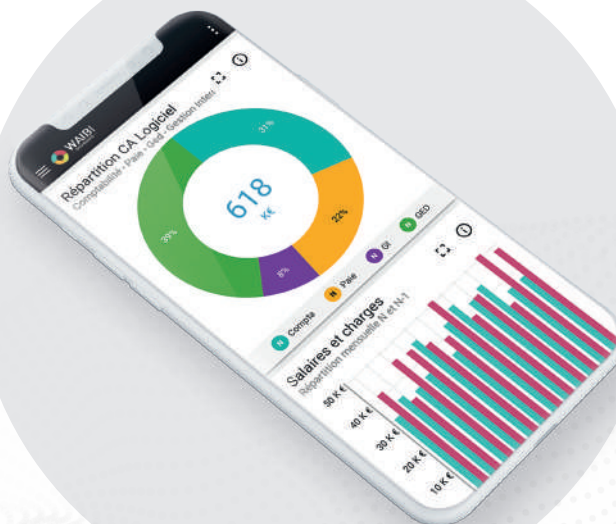 WAIBI
Répartition CA Logiciel
Comptabilité - Paie - Ged - Gestion Interi
31%
39%
618
K€
22%
8%
N Compta
N Paie
N GI
N GED
Salaires et charges
Répartition mensuelle N et N-1
50 K €
40 K €
30 K €
20 K €
10 K €